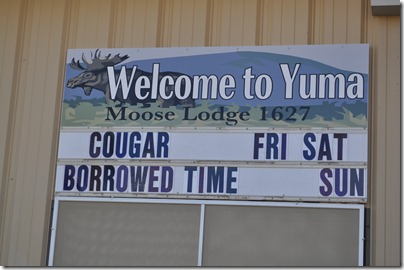 Welcome to Yuma
Moose Lodge 1627
COUGAR FRI SAT
BORROWED TIME SUN